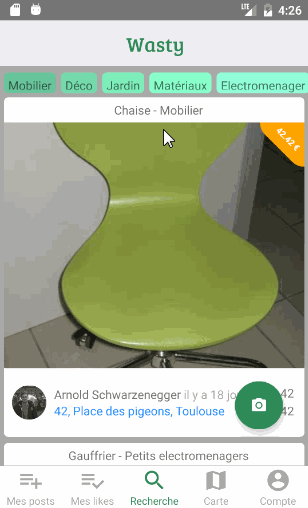 LTE 4:26
Wasty
Mobilier Déco Jardin Matériaux Electromenager
Chaise - Mobilier
42.42 €
Arnold Schwarzenegger il y a 18 jo 42
42, Place des pigeons, Toulouse 42
Gauffrier - Petits electromenagers
Mes posts Mes likes Recherche Carte Compte